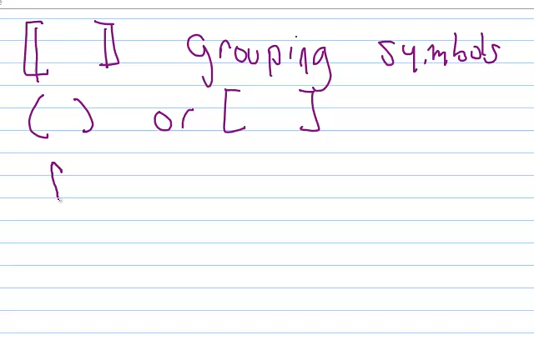 [[ ]] grouping symbols
( ) or [ ]